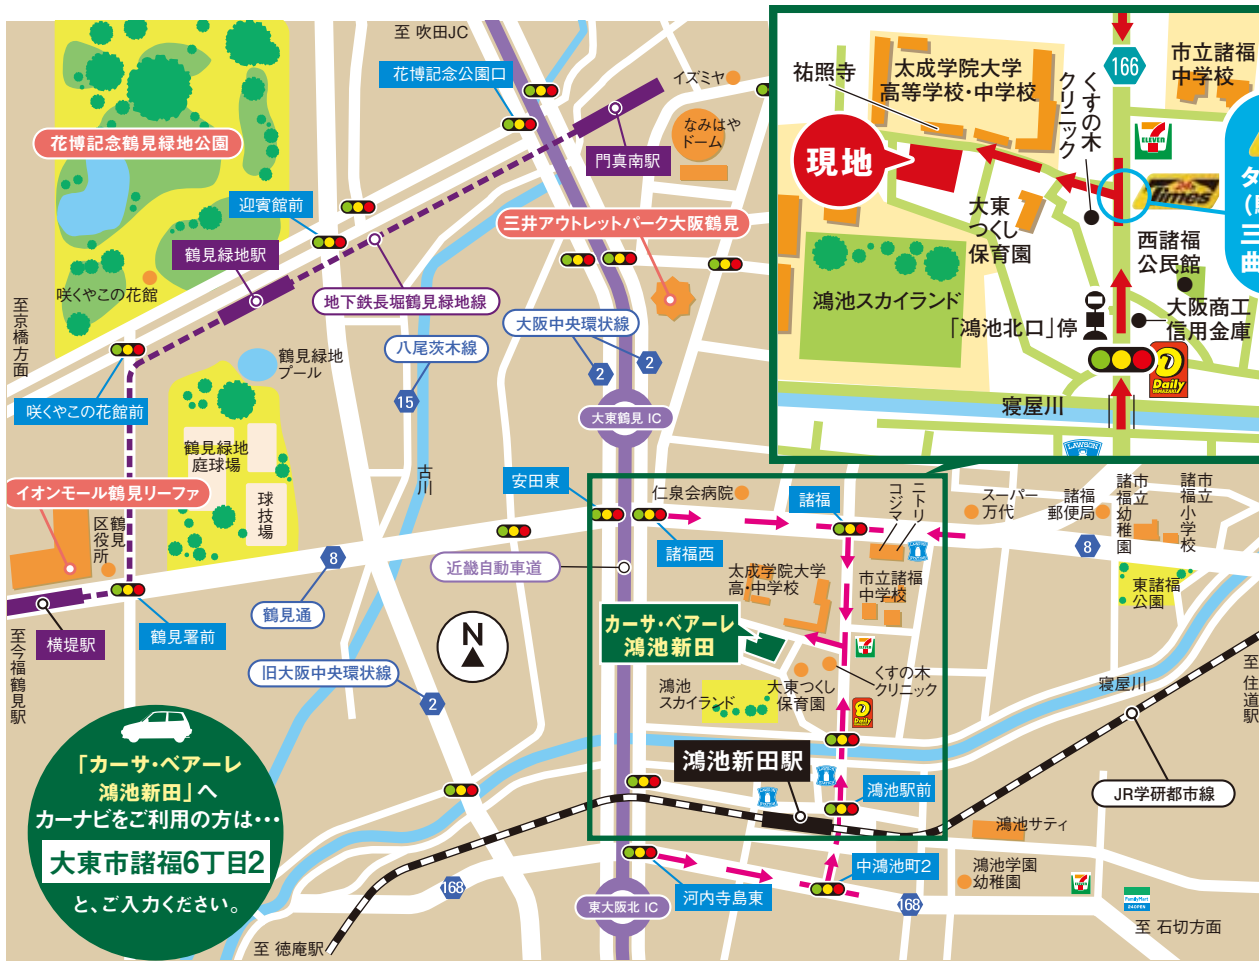 至 吹田JC
花博記念公園口
イズミヤ
なみはや
ドーム
花博記念鶴見緑地公園
門真南駅
迎賓館前
三井アウトレットパーク大阪鶴見
鶴見緑地駅
咲くやこの花館
地下鉄長堀鶴見緑地線
至京橋方面
大阪中央環状線
八尾茨木線
鶴見緑地
プール
2
2
15
咲くやこの花館前
大東鶴見 IC
鶴見緑地
庭球場
古川
球技場
イオンモール鶴見リーファ
鶴見
区役所
安田東
仁泉会病院
諸福
ニトリ
コジマ
スーパー
万代
諸福
郵便局
市立
諸福幼稚園
市立
諸福小学校
諸福西
8
8
近畿自動車道
太成学院大学
高・中学校
市立諸福
中学校
東諸福
公園
鶴見通
横堤駅
鶴見署前
N
カーサ・ベアーレ
鴻池新田
至今福鶴見駅
旧大阪中央環状線
2
鴻池
スカイランド
大東つくし
保育園
くすの木
クリニック
ELEVEN
D
Daily
寝屋川
至 住道駅
鴻池新田駅
JR学研都市線
鴻池駅前
鴻池サティ
「カーサ・ベアーレ
鴻池新田」へ
カーナビをご利用の方は…
大東市諸福6丁目2
と、ご入力ください。
168
河内寺島東
中鴻池町2
168
鴻池学園
幼稚園
東大阪北 IC
FamilyMart
至 徳庵駅
至 石切方面
祐照寺
太成学院大学
高等学校・中学校
くすの木
クリニック
166
市立諸福
中学校
7
ELEVEN
現地
Times
大東
つくし
保育園
西諸福
公民館
鴻池スカイランド
「鴻池北口」停
大阪商工
信用金庫
D
Daily
YAMAZAKI
寝屋川
LAWSON
タ
三
曲